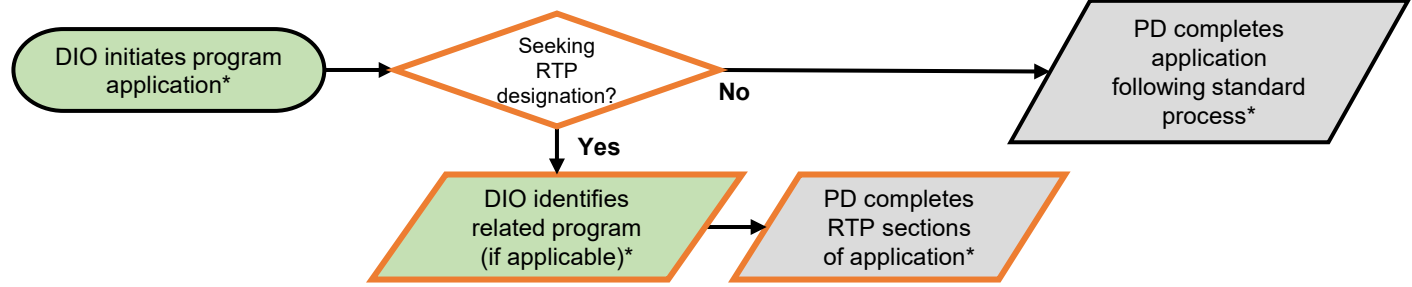 DIO initiates program
application*
Seeking
RTP
designation?
No
PD completes
application
following standard
process*
Yes
DIO identifies
related program
(if applicable)*
PD completes
RTP sections
of application*